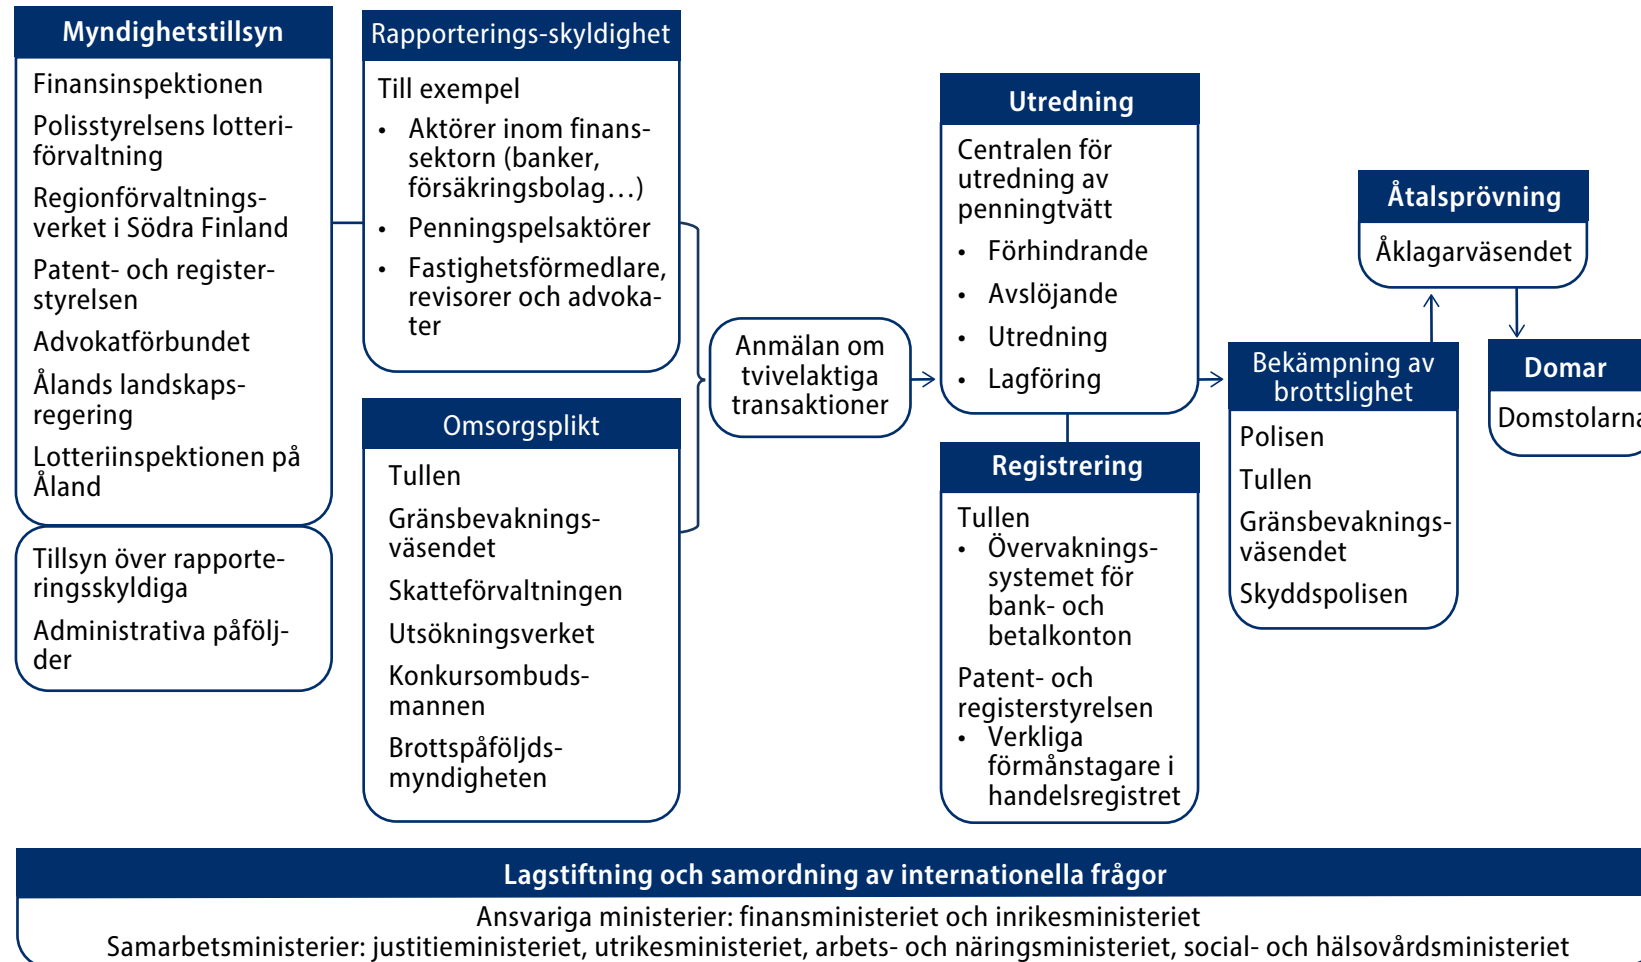 Myndighetstillsyn
Finansinspektionen
Polisstyrelsens lotteri-
förvaltning
Regionförvaltnings-
verket i Södra Finland
Patent- och register-
styrelsen
Advokatförbundet
Ålands landskaps-
regering
Lotteriinspektionen på
Åland
Tillsyn över rapporte-
ringsskyldiga
Administrativa påfölj-
der
Rapporterings-skyldighet
Till exempel
• Aktörer inom finans-
sektorn (banker,
försäkringsbolag…)
• Penningspelsaktörer
• Fastighetsförmedlare,
revisorer och advoka-
ter
Omsorgsplikt
Tullen
Gränsbevaknings-
väsendet
Skatteförvaltningen
Utsökningsverket
Konkursombuds-
mannen
Brottspåföljds-
myndigheten
Anmälan om
tvivelaktiga
transaktioner
Utredning
Centralen för
utredning av
penningtvätt
• Förhindrande
• Avslöjande
• Utredning
• Lagföring
Registrering
Tullen
• Övervaknings-
systemet för
bank- och
betalkonton
Patent- och
registerstyrelsen
• Verkliga
förmånstagare i
handelsregistret
Bekämpning av
brottslighet
Polisen
Tullen
Gränsbevaknings-
väsendet
Skyddspolisen
Åtalsprövning
Åklagarväsendet
Domar
Domstolarna
Lagstiftning och samordning av internationella frågor
Ansvariga ministerier: finansministeriet och inrikesministeriet
Samarbetsministerier: justitieministeriet, utrikesministeriet, arbets- och näringsministeriet, social- och hälsovårdsministeriet